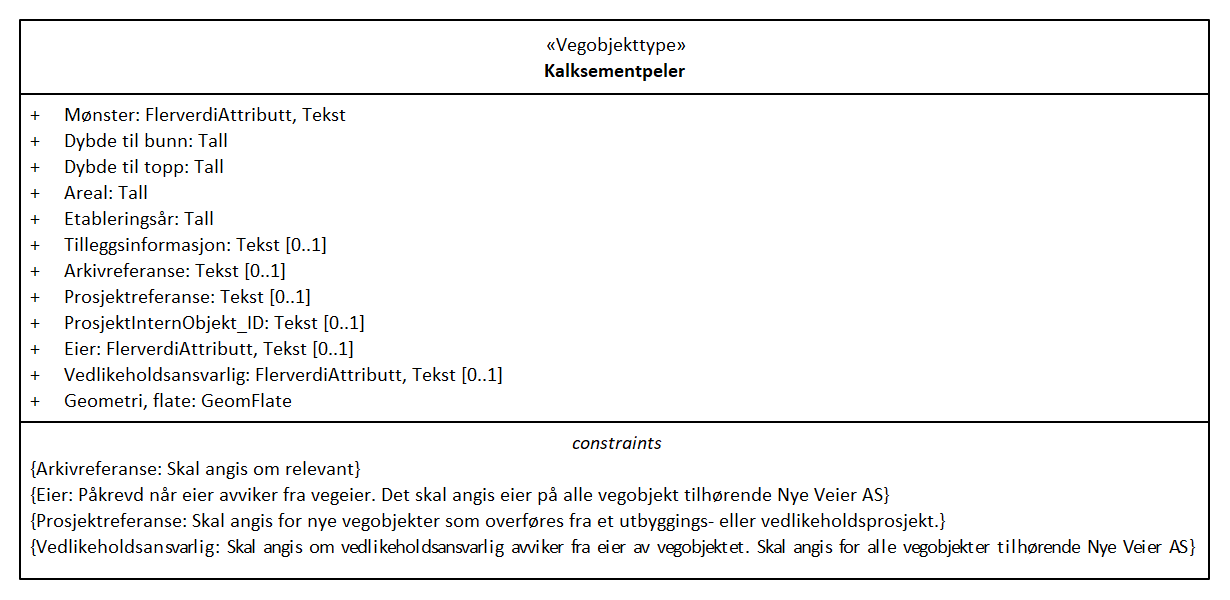 «Vegobjekttype»
Kalksementpeler
+ Mønster: FlerverdiAttributt, Tekst
+ Dybde til bunn: Tall
+ Dybde til topp: Tall
+ Areal: Tall
+ Etableringsår: Tall
+ Tilleggsinformasjon: Tekst [0..1]
+ Arkivreferanse: Tekst [0..1]
+ Prosjektreferanse: Tekst [0..1]
+ ProsjektInternObjekt_ID: Tekst [0..1]
+ Eier: FlerverdiAttributt, Tekst [0..1]
+ Vedlikeholdsansvarlig: FlerverdiAttributt, Tekst [0..1]
+ Geometri, flate: GeomFlate
constraints
{Arkivreferanse: Skal angis om relevant}
{Eier: Påkrevd når eier avviker fra vegeier. Det skal angis eier på alle vegobjekt tilhørende Nye Veier AS}
{Prosjektreferanse: Skal angis for nye vegobjekter som overføres fra et utbyggings- eller vedlikeholdsprosjekt.}
{Vedlikeholdsansvarlig: Skal angis om vedlikeholdsansvarlig avviker fra eier av vegobjektet. Skal angis for alle vegobjekter tilhørende Nye Veier AS}